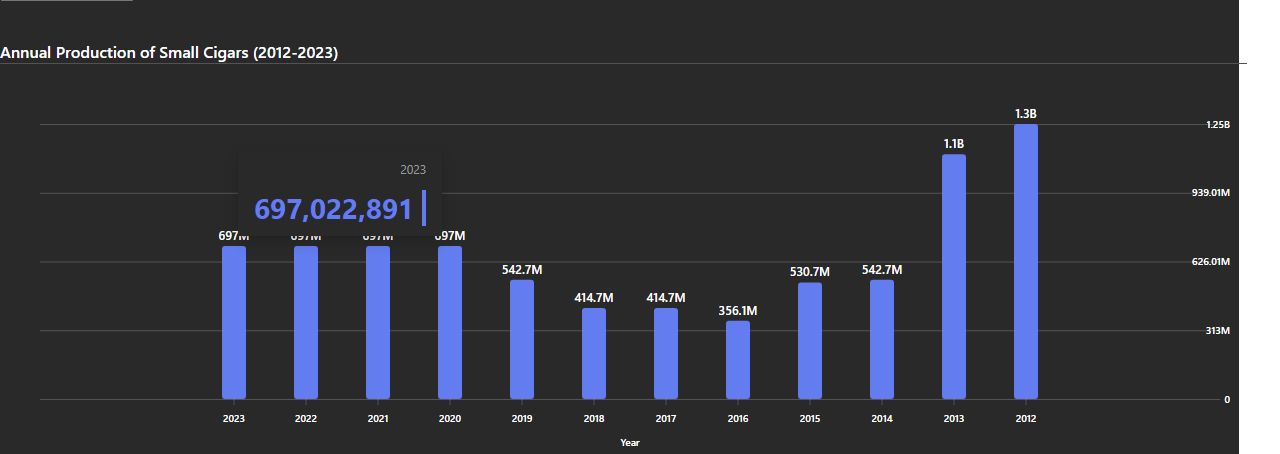 Annual Production of Small Cigars (2012-2023)
1.3B
1.25B
1.1B
2023
939.01M
697,022,891
697M
697M
697M
697M
626.01M
542.7M
414.7M
414.7M
356.1M
530.7M
542.7M
313M
0
2023 2022 2021 2020 2019 2018 2017 2016 2015 2014 2013 2012
Year